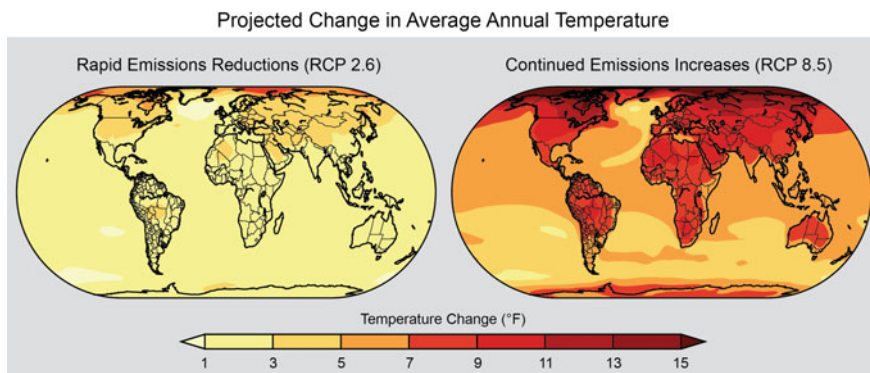 Projected Change in Average Annual Temperature
Rapid Emissions Reductions (RCP 2.6)
Continued Emissions Increases (RCP 8.5)
Temperature Change (°F)
1 3 5 7 9 11 13 15